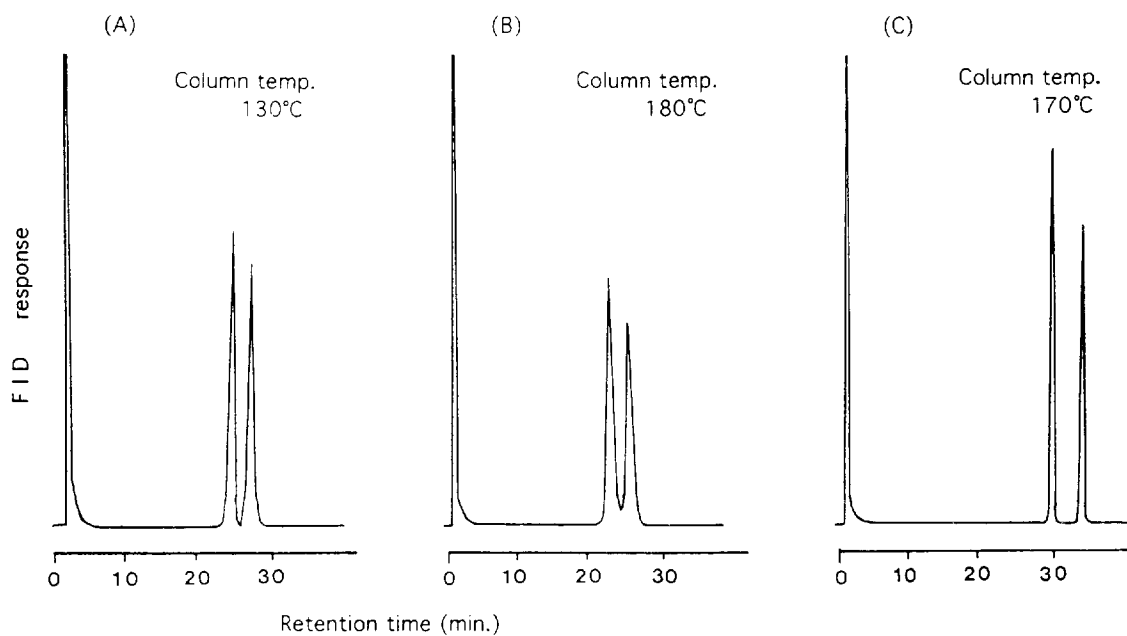 (A)
Column temp.
130°C
(B)
Column temp.
180°C
(C)
Column temp.
170°C
FID response
0 10 20 30
0 10 20 30
0 10 20 30
Retention time (min.)